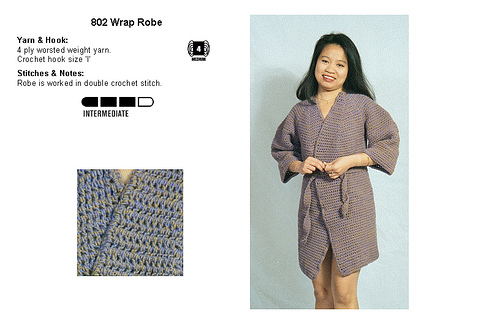 802 Wrap Robe
Yarn & Hook:
4 ply worsted weight yarn.
Crochet hook size 'I'
4
MEDIUM
Stitches & Notes:
Robe is worked in double crochet stitch.
INTERMEDIATE